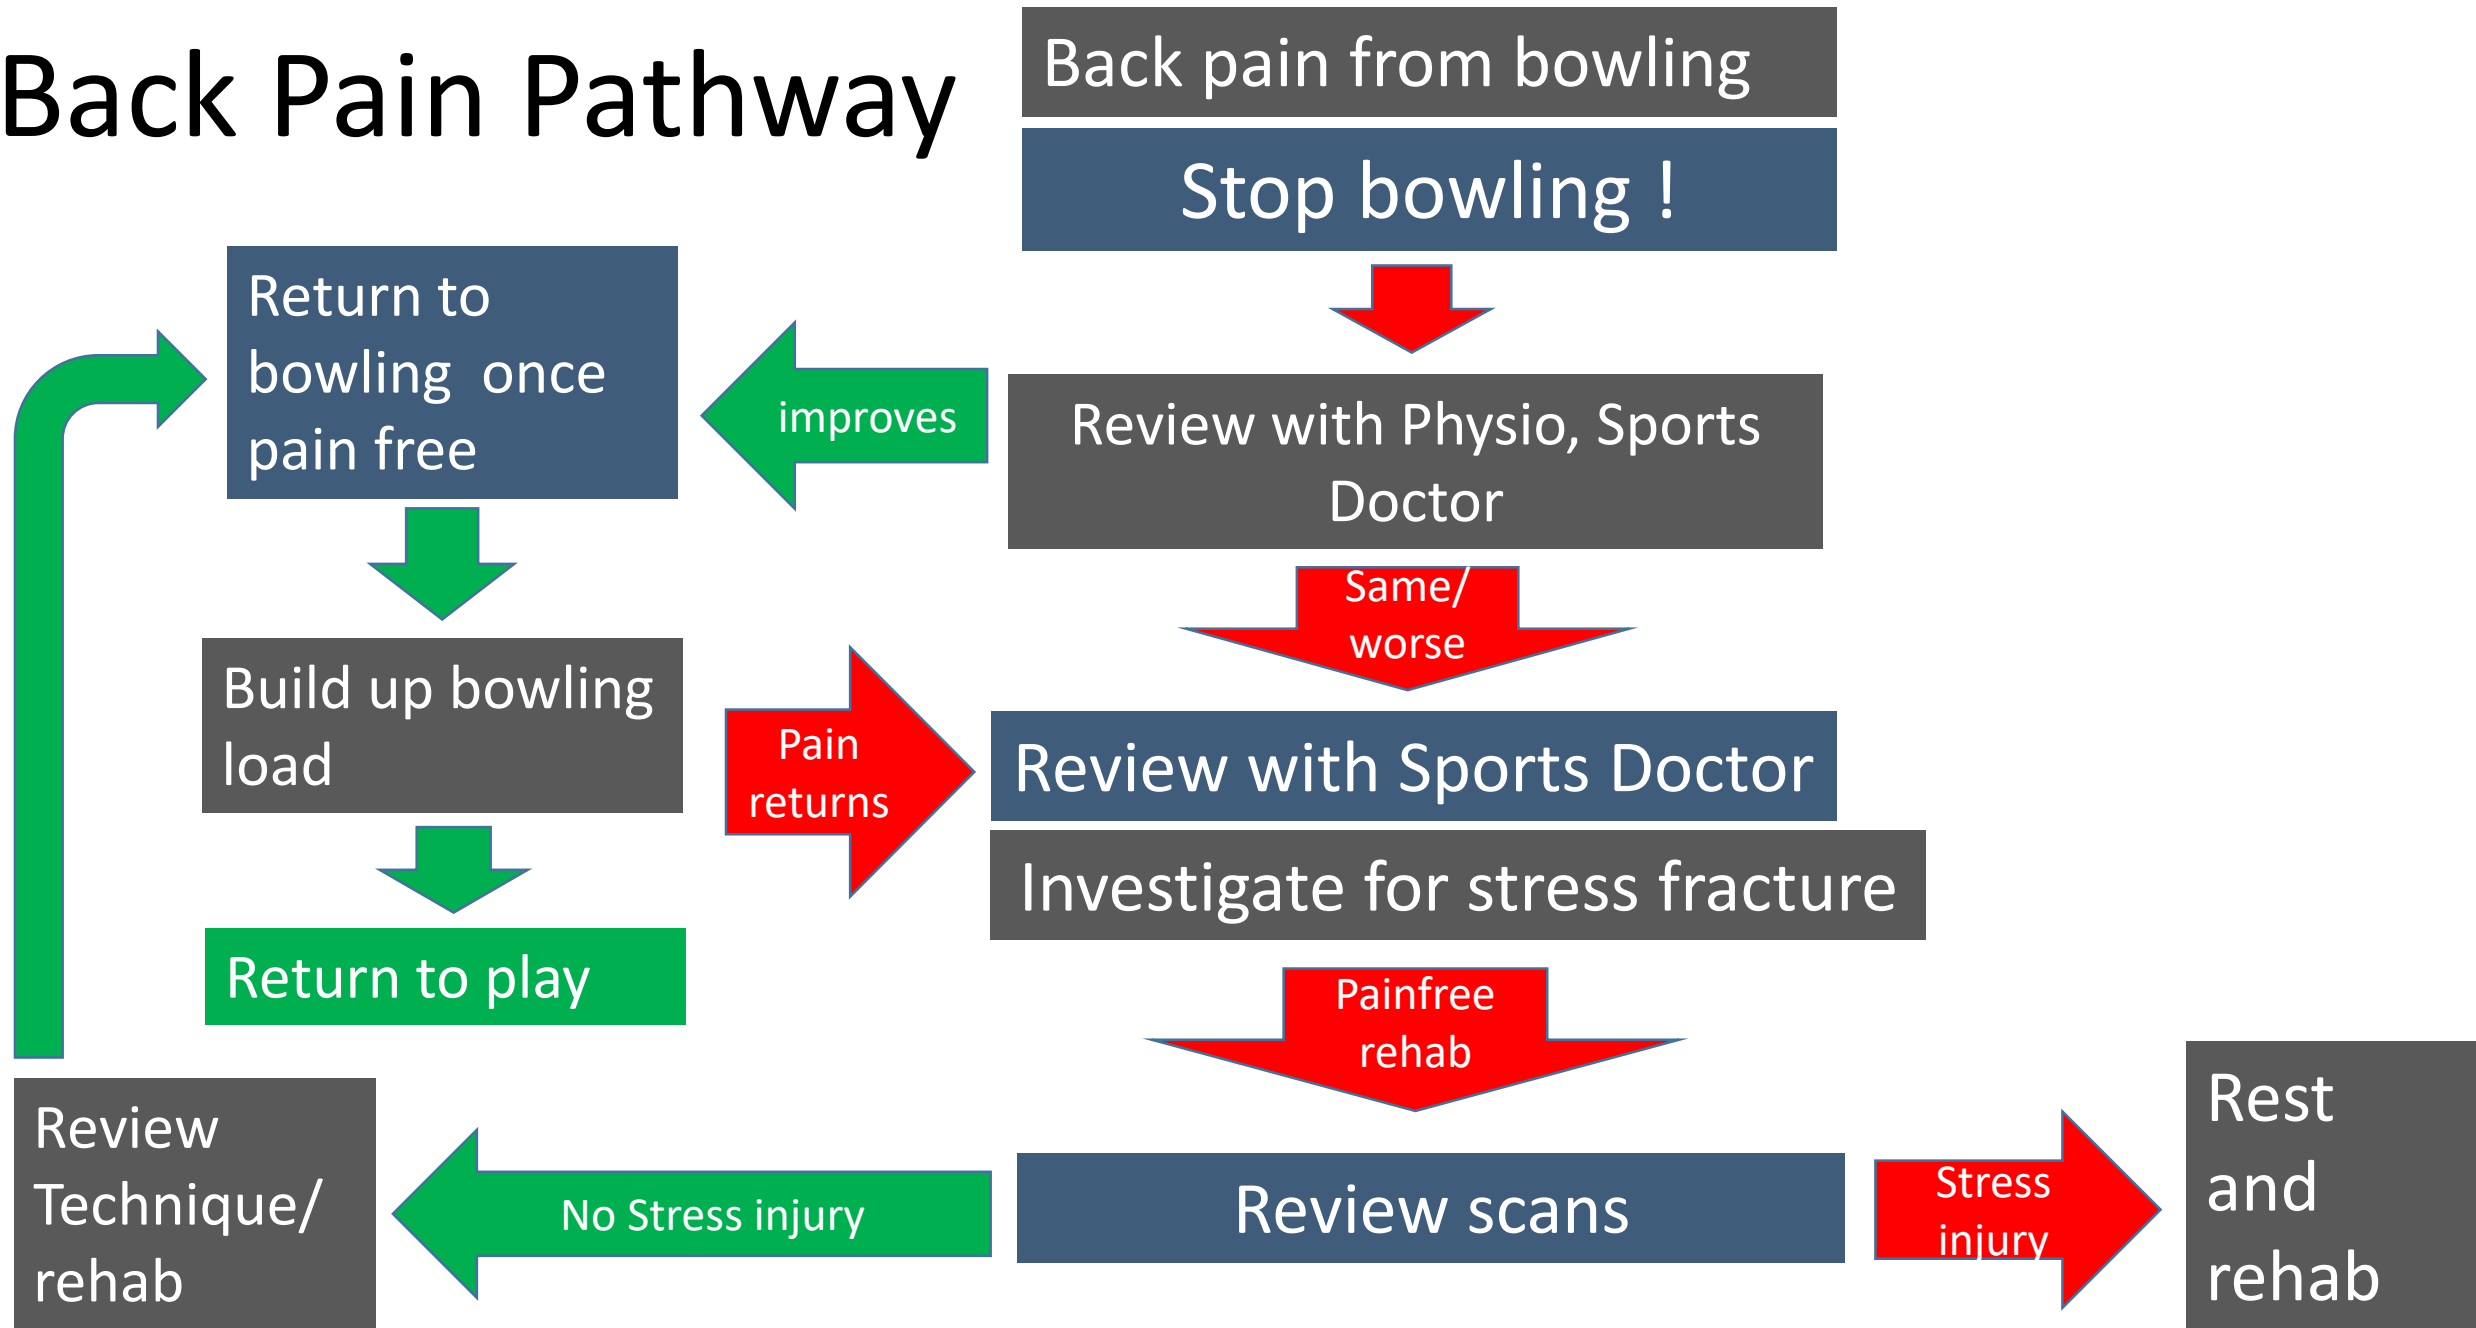 Back Pain Pathway
Back pain from bowling
Stop bowling !
Return to
bowling once
pain free
improves
Review with Physio, Sports
Doctor
Same/
worse
Build up bowling
load
Pain
returns
Review with Sports Doctor
Investigate for stress fracture
Return to play
Painfree
rehab
Review
Technique/
rehab
No Stress injury
Review scans
Stress
injury
Rest
and
rehab